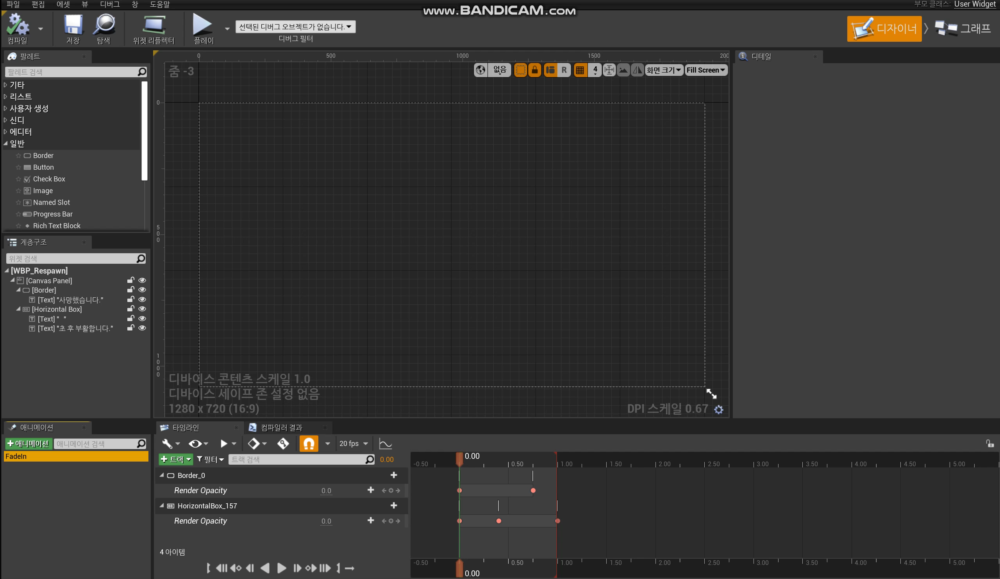 파일 편집 에셋 뷰 디버그 창 도움말
www.BANDICAM.com
부모 클래스: User Widget
컴파일
저장
탐색
위젯 리플렉터
플레이
선택된 디버그 오브젝트가 없습니다.
디버그 필터
디자이너
그래프
팔레트
팔레트 검색
기타
리스트
사용자 생성
신디
에디터
일반
Border
Button
Check Box
Image
Named Slot
Progress Bar
Rich Text Block
계층구조
위젯 검색
[WBP_Respawn]
[Canvas Panel]
[Border]
[Text] "사망했습니다."
[Horizontal Box]
[Text] " "
[Text] "초 후 부활합니다."
0 500 1000 1500 200
줌 -3
없음 R 4 화면 크기 Fill Screen
0
500
1000
디바이스 콘텐츠 스케일 1.0
디바이스 세이프 존 설정 없음
1280 x 720 (16:9)
DPI 스케일 0.67
디테일
애니메이션
+ 애니메이션 애니메이션 검색
FadeIn
타임라인 컴파일러 결과
20 fps
+ 트랙 필터 트랙 검색 0.00
Border_0
Render Opacity 0.0
HorizontalBox_157
Render Opacity 0.0
4 아이템
0.00
-0.50 0.50 1.00 1.50 2.00 2.50 3.00 3.50 4.00 4.50 5.00
-0.50 0.50 1.00 1.50 2.00 2.50 3.00 3.50 4.00 4.50 5.00
0.00